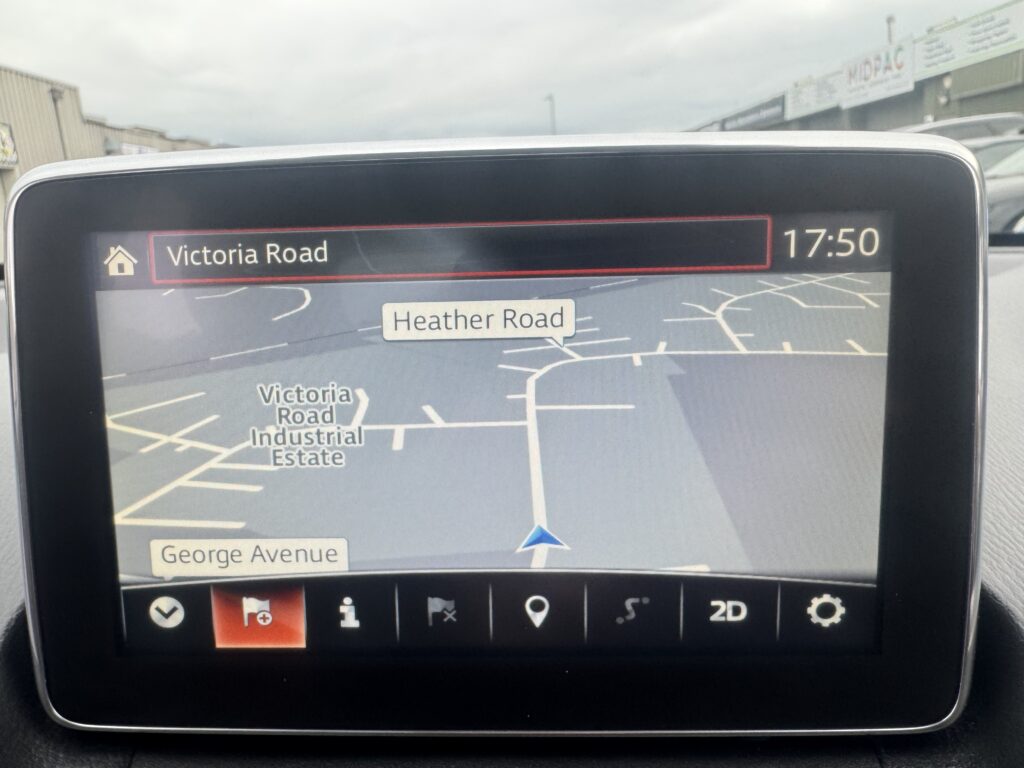 MIDPAC
Victoria Road
17:50
Heather Road
Victoria
Road
Industrial
Estate
George Avenue
2D